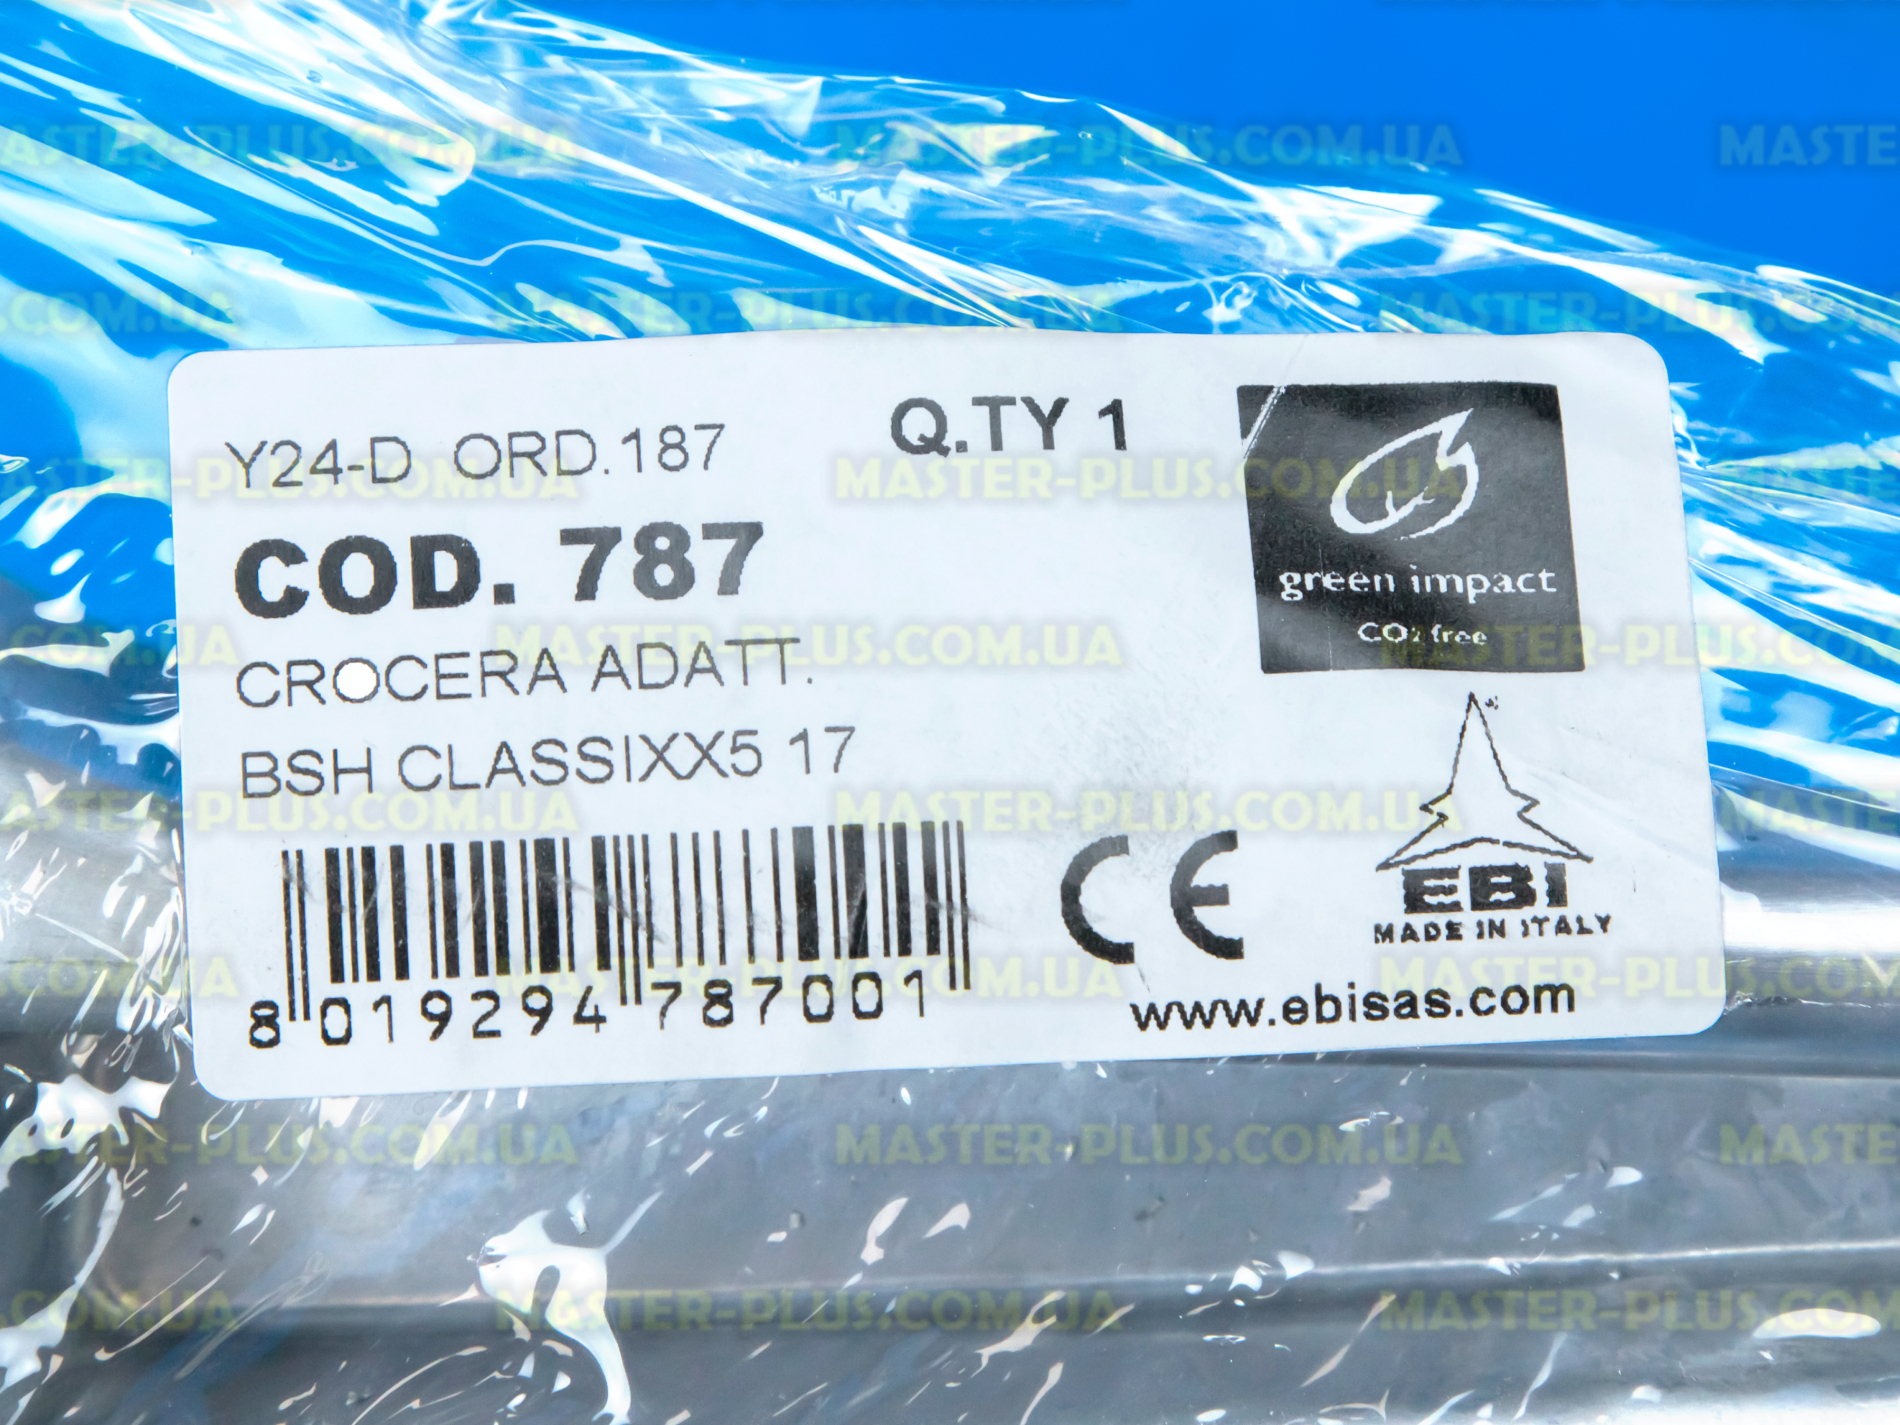 Y24-D ORD.187
Q.TY 1
COD. 787
CROCERA ADATT.
BSH CLASSIXX5 17
green impact
CO2 free
EBI
MADE IN ITALY
CE
8 019294 787001
www.ebisas.com
MASTER-PLUS.COM.UA